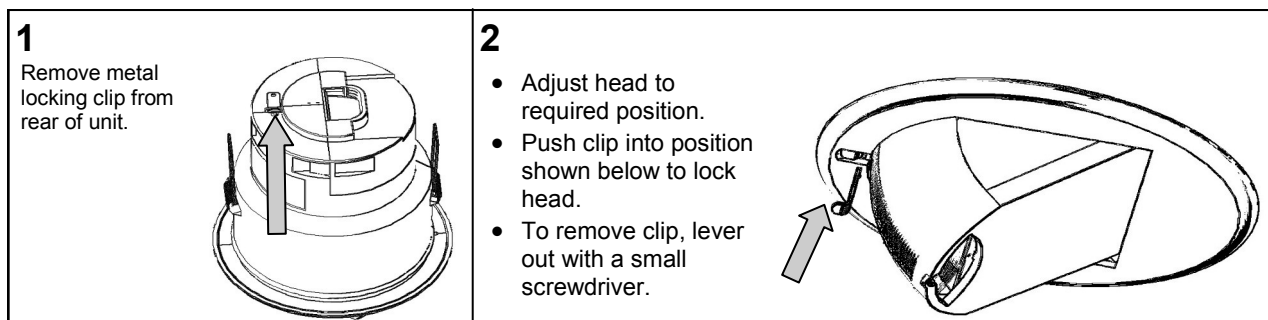 1
Remove metal
locking clip from
rear of unit.
2
• Adjust head to
required position.
• Push clip into position
shown below to lock
head.
• To remove clip, lever
out with a small
screwdriver.